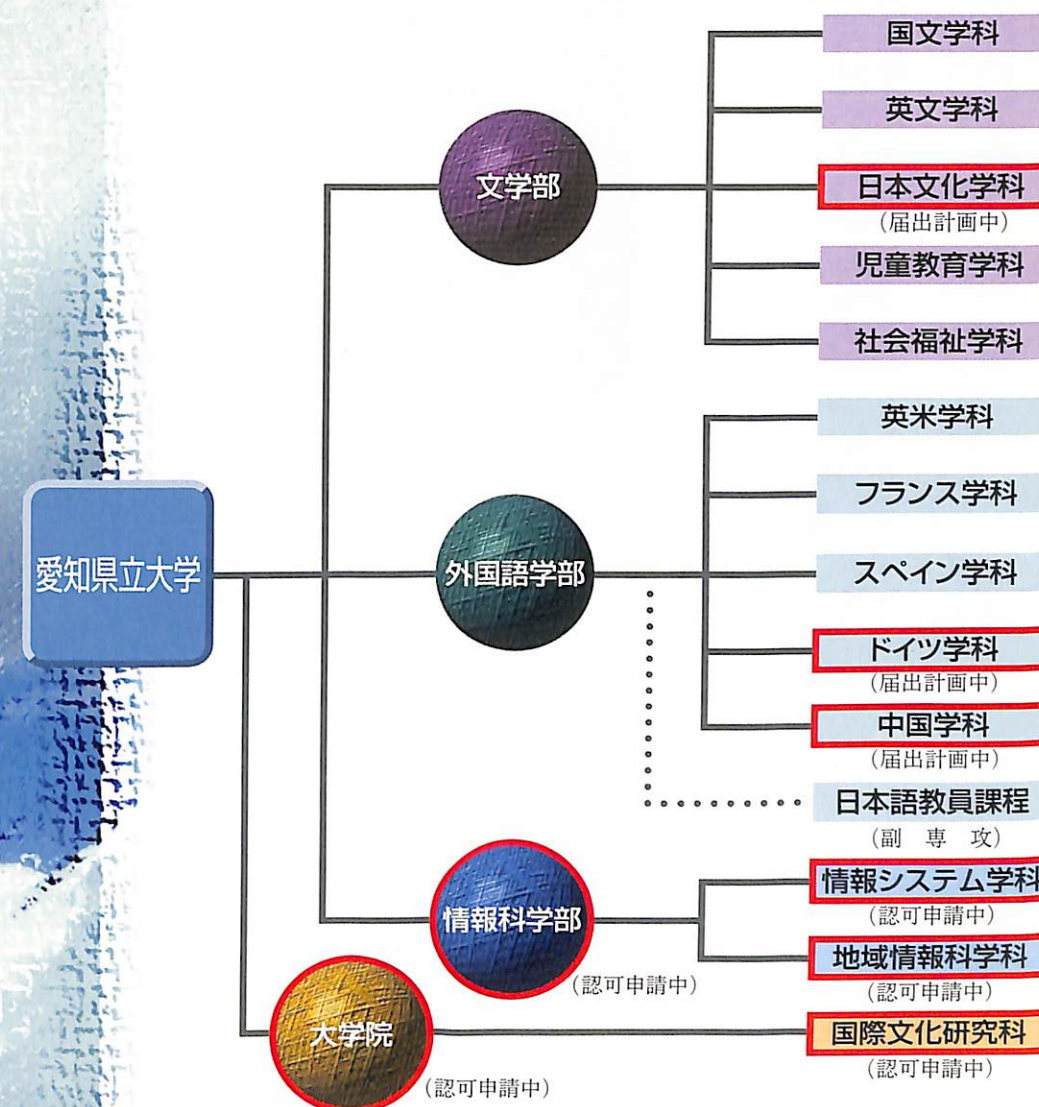 愛知県立大学
文学部
国文学科
英文学科
日本文化学科
（届出計画中）
児童教育学科
社会福祉学科
外国語学部
英米学科
フランス学科
スペイン学科
ドイツ学科
（届出計画中）
中国学科
（届出計画中）
日本語教員課程
（副　専　攻）
情報科学部
（認可申請中）
情報システム学科
（認可申請中）
地域情報科学科
（認可申請中）
大学院
（認可申請中）
国際文化研究科
（認可申請中）